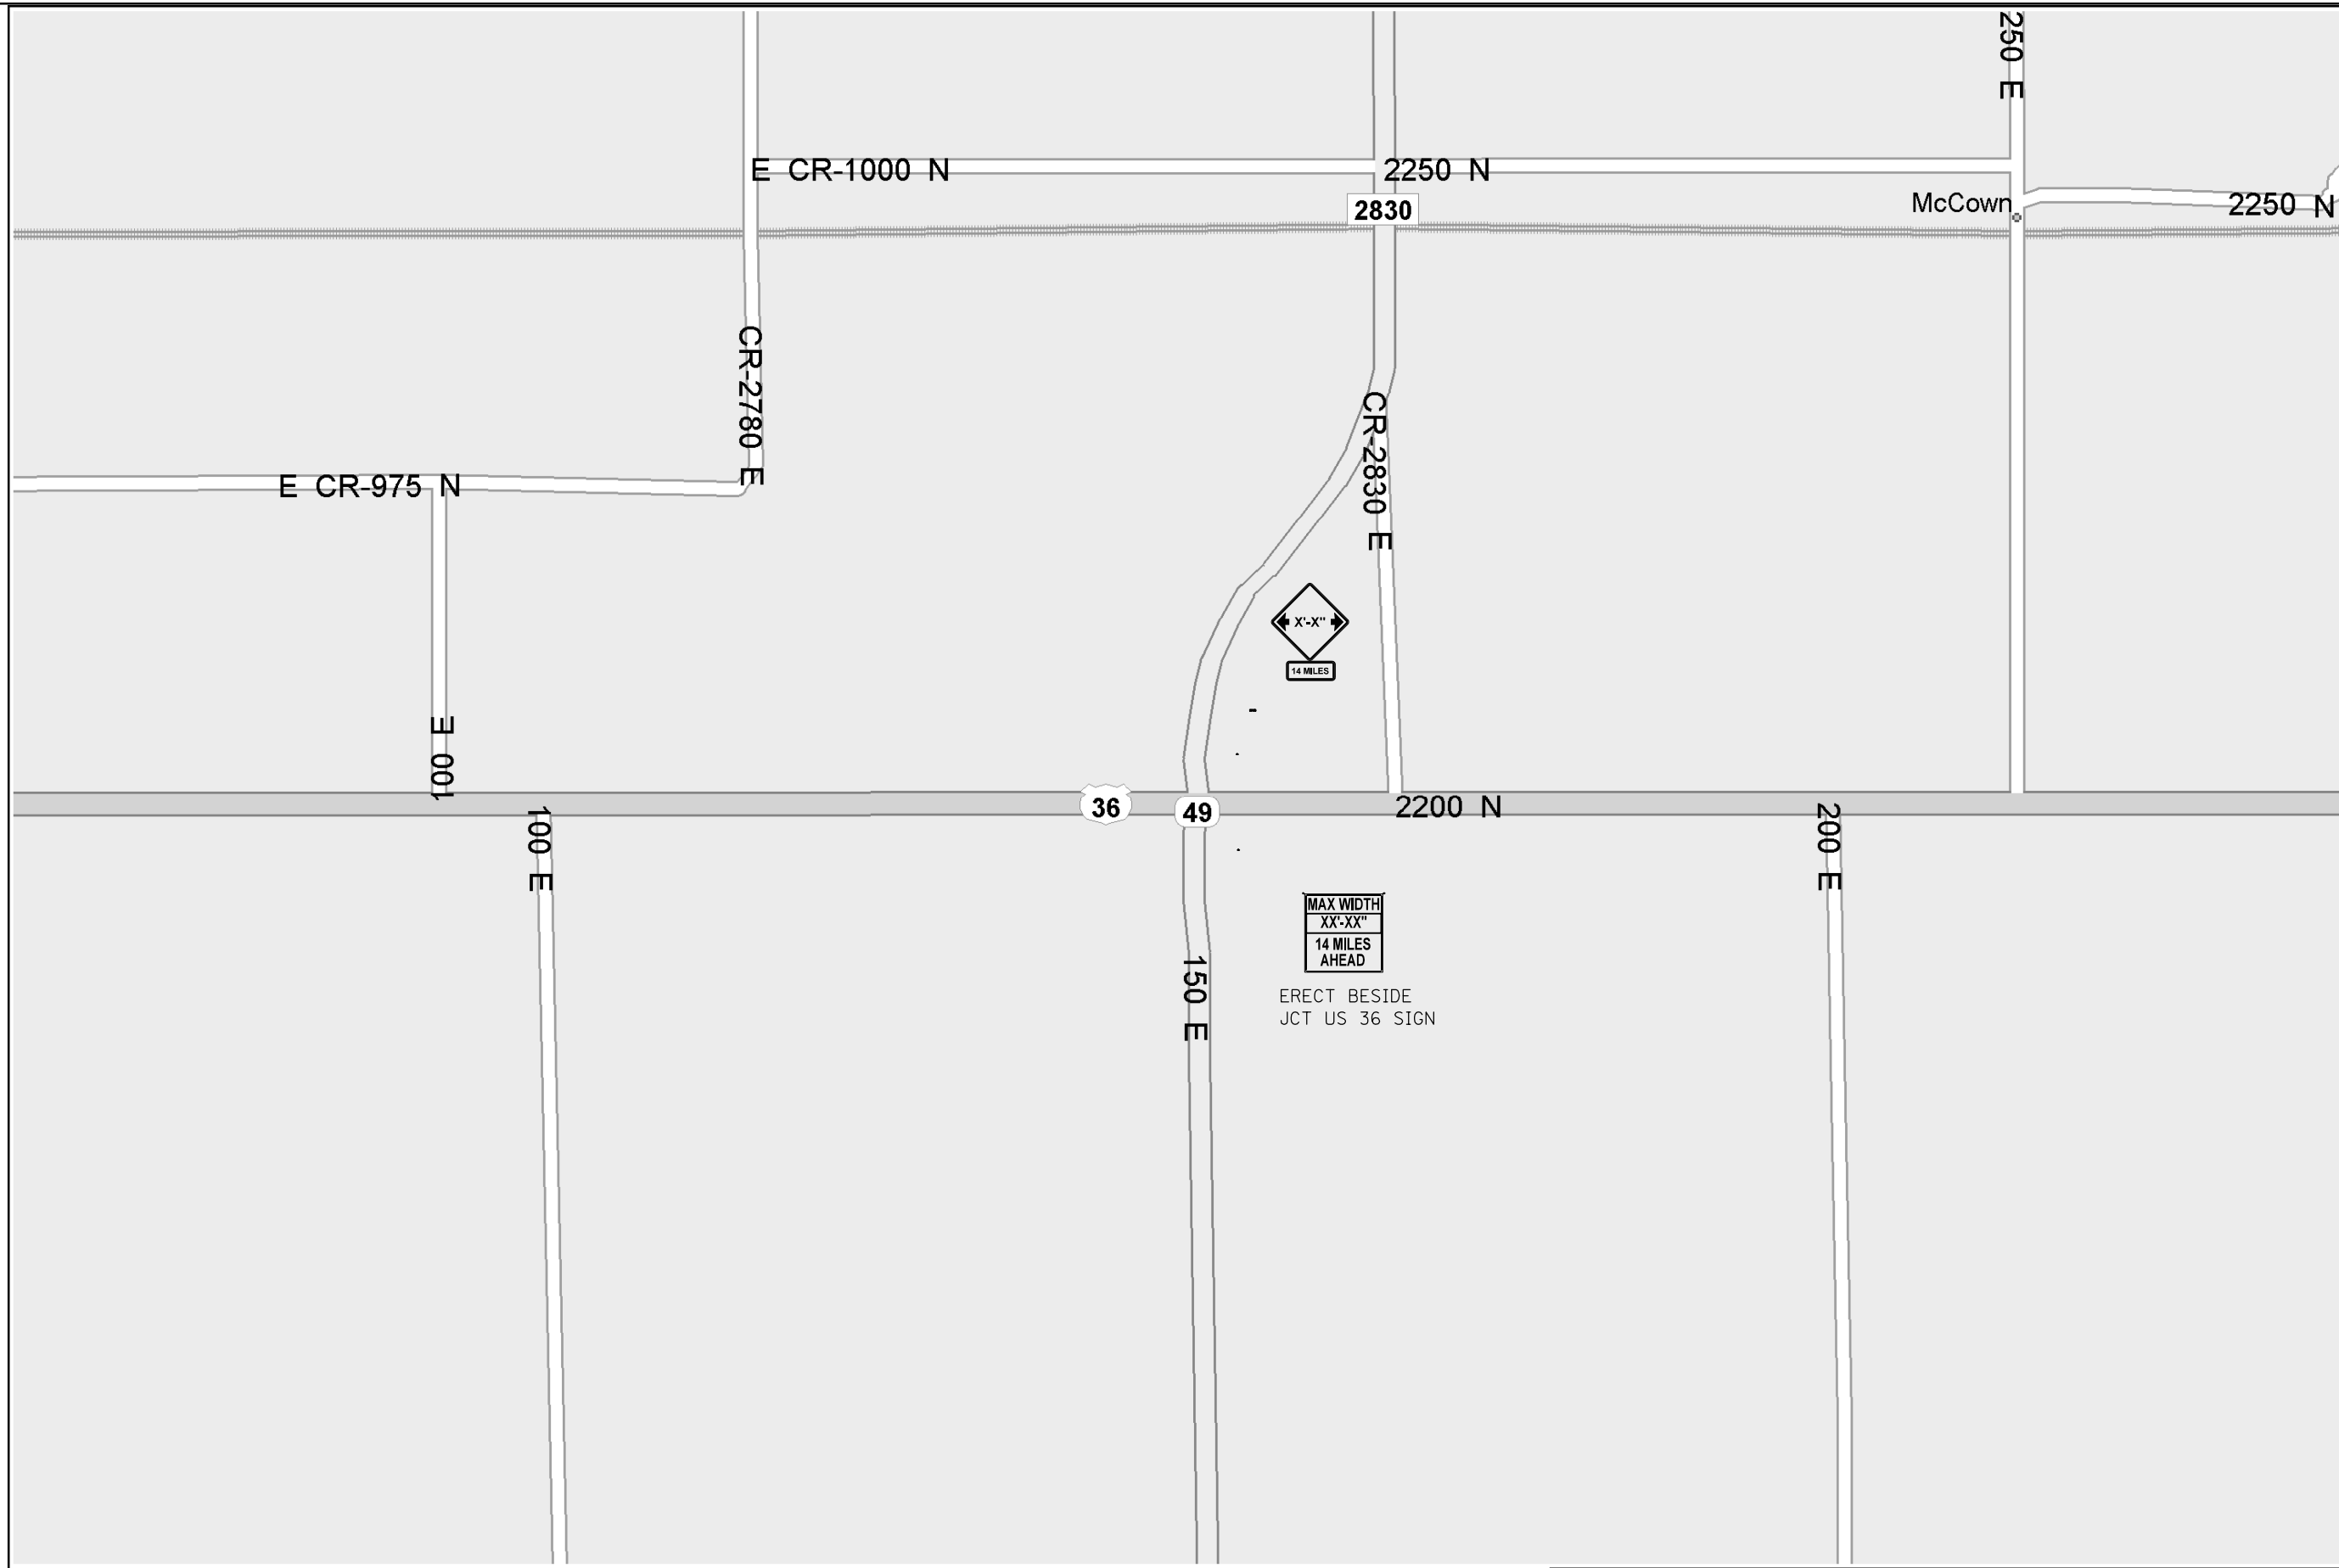 250 E
E CR-1000 N
2250 N
2830
McCown
2250 N
CR-2780 E
CR-2830 E
E CR-975 N
X'-X"
14 MILES
100 E
36
49
2200 N
100 E
200 E
MAX WIDTH
XX'-XX"
14 MILES
AHEAD
150 E
ERECT BESIDE
JCT US 36 SIGN